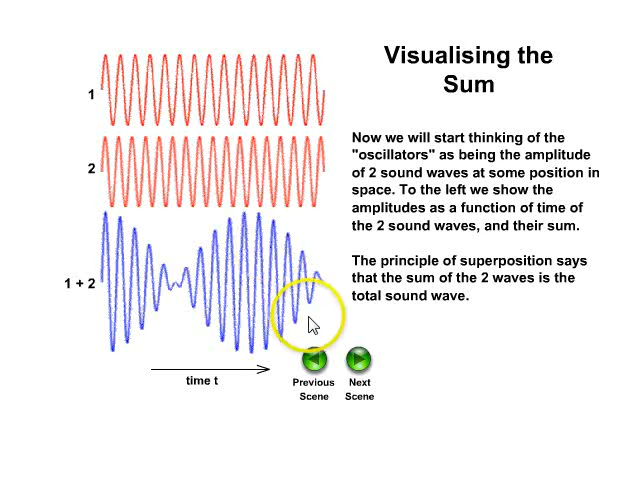 Visualising the
Sum
1
2
1 + 2
Now we will start thinking of the
"oscillators" as being the amplitude
of 2 sound waves at some position in
space. To the left we show the
amplitudes as a function of time of
the 2 sound waves, and their sum.
The principle of superposition says
that the sum of the 2 waves is the
total sound wave.
time t
Previous
Scene
Next
Scene